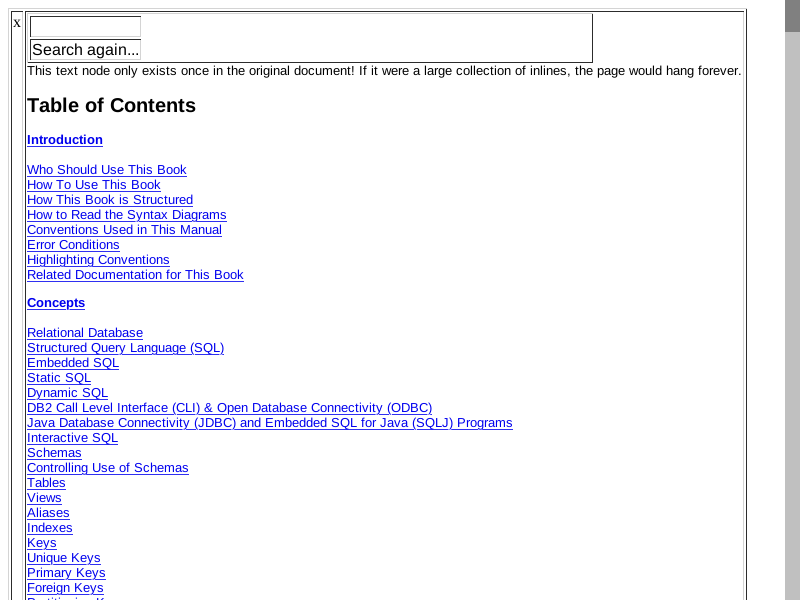 x
Search again...
This text node only exists once in the original document! If it were a large collection of inlines, the page would hang forever.
Table of Contents
Introduction
Who Should Use This Book
How To Use This Book
How This Book is Structured
How to Read the Syntax Diagrams
Conventions Used in This Manual
Error Conditions
Highlighting Conventions
Related Documentation for This Book
Concepts
Relational Database
Structured Query Language (SQL)
Embedded SQL
Static SQL
Dynamic SQL
DB2 Call Level Interface (CLI) & Open Database Connectivity (ODBC)
Java Database Connectivity (JDBC) and Embedded SQL for Java (SQLJ) Programs
Interactive SQL
Schemas
Controlling Use of Schemas
Tables
Views
Aliases
Indexes
Keys
Unique Keys
Primary Keys
Foreign Keys